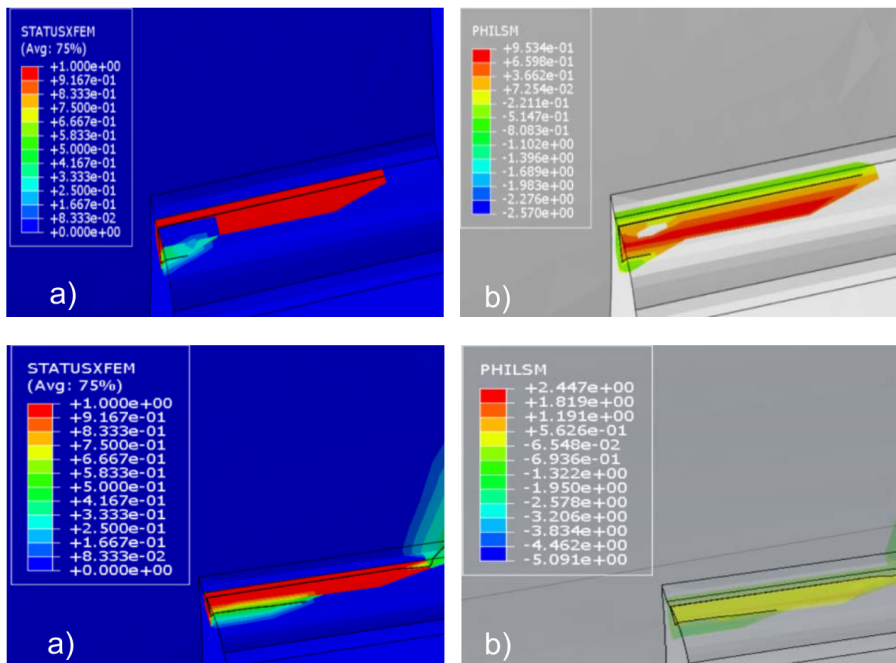 STATUSXFEM
(Avg: 75%)
+1.000e+00
+9.167e-01
+8.333e-01
+7.500e-01
+6.667e-01
+5.833e-01
+5.000e-01
+4.167e-01
+3.333e-01
+2.500e-01
+1.667e-01
+8.333e-02
+0.000e+00
a)
PHILSM
+9.534e-01
+6.598e-01
+3.662e-01
+7.254e-02
-2.211e-01
-5.147e-01
-8.083e-01
-1.102e+00
-1.396e+00
-1.689e+00
-1.983e+00
-2.276e+00
-2.570e+00
b)
STATUSXFEM
(Avg: 75%)
+1.000e+00
+9.167e-01
+8.333e-01
+7.500e-01
+6.667e-01
+5.833e-01
+5.000e-01
+4.167e-01
+3.333e-01
+2.500e-01
+1.667e-01
+8.333e-02
+0.000e+00
a)
PHILSM
+2.447e+00
+1.819e+00
+1.191e+00
+5.626e-01
-6.548e-02
-6.936e-01
-1.322e+00
-1.950e+00
-2.578e+00
-3.206e+00
-3.834e+00
-4.462e+00
-5.091e+00
b)